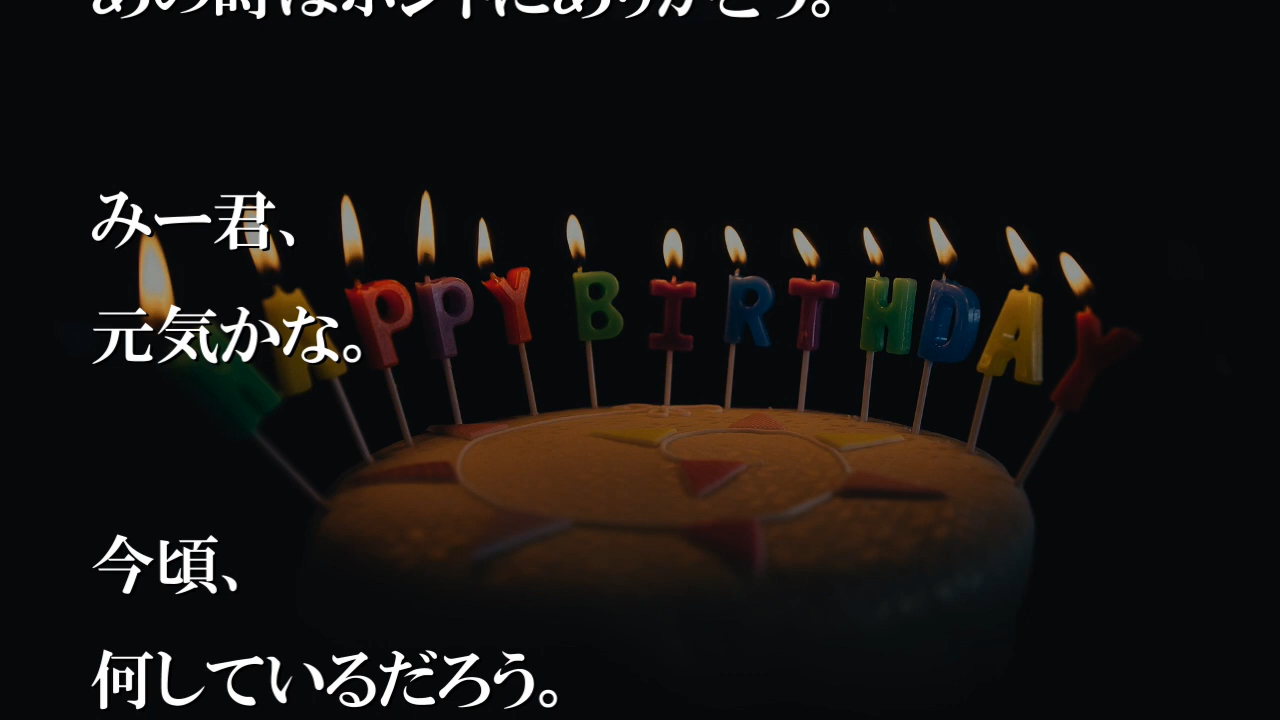 あの時はホントにありがとう。
みー君、
元気かな。
HAPPY BIRTHDAY
今頃、
何しているだろう。